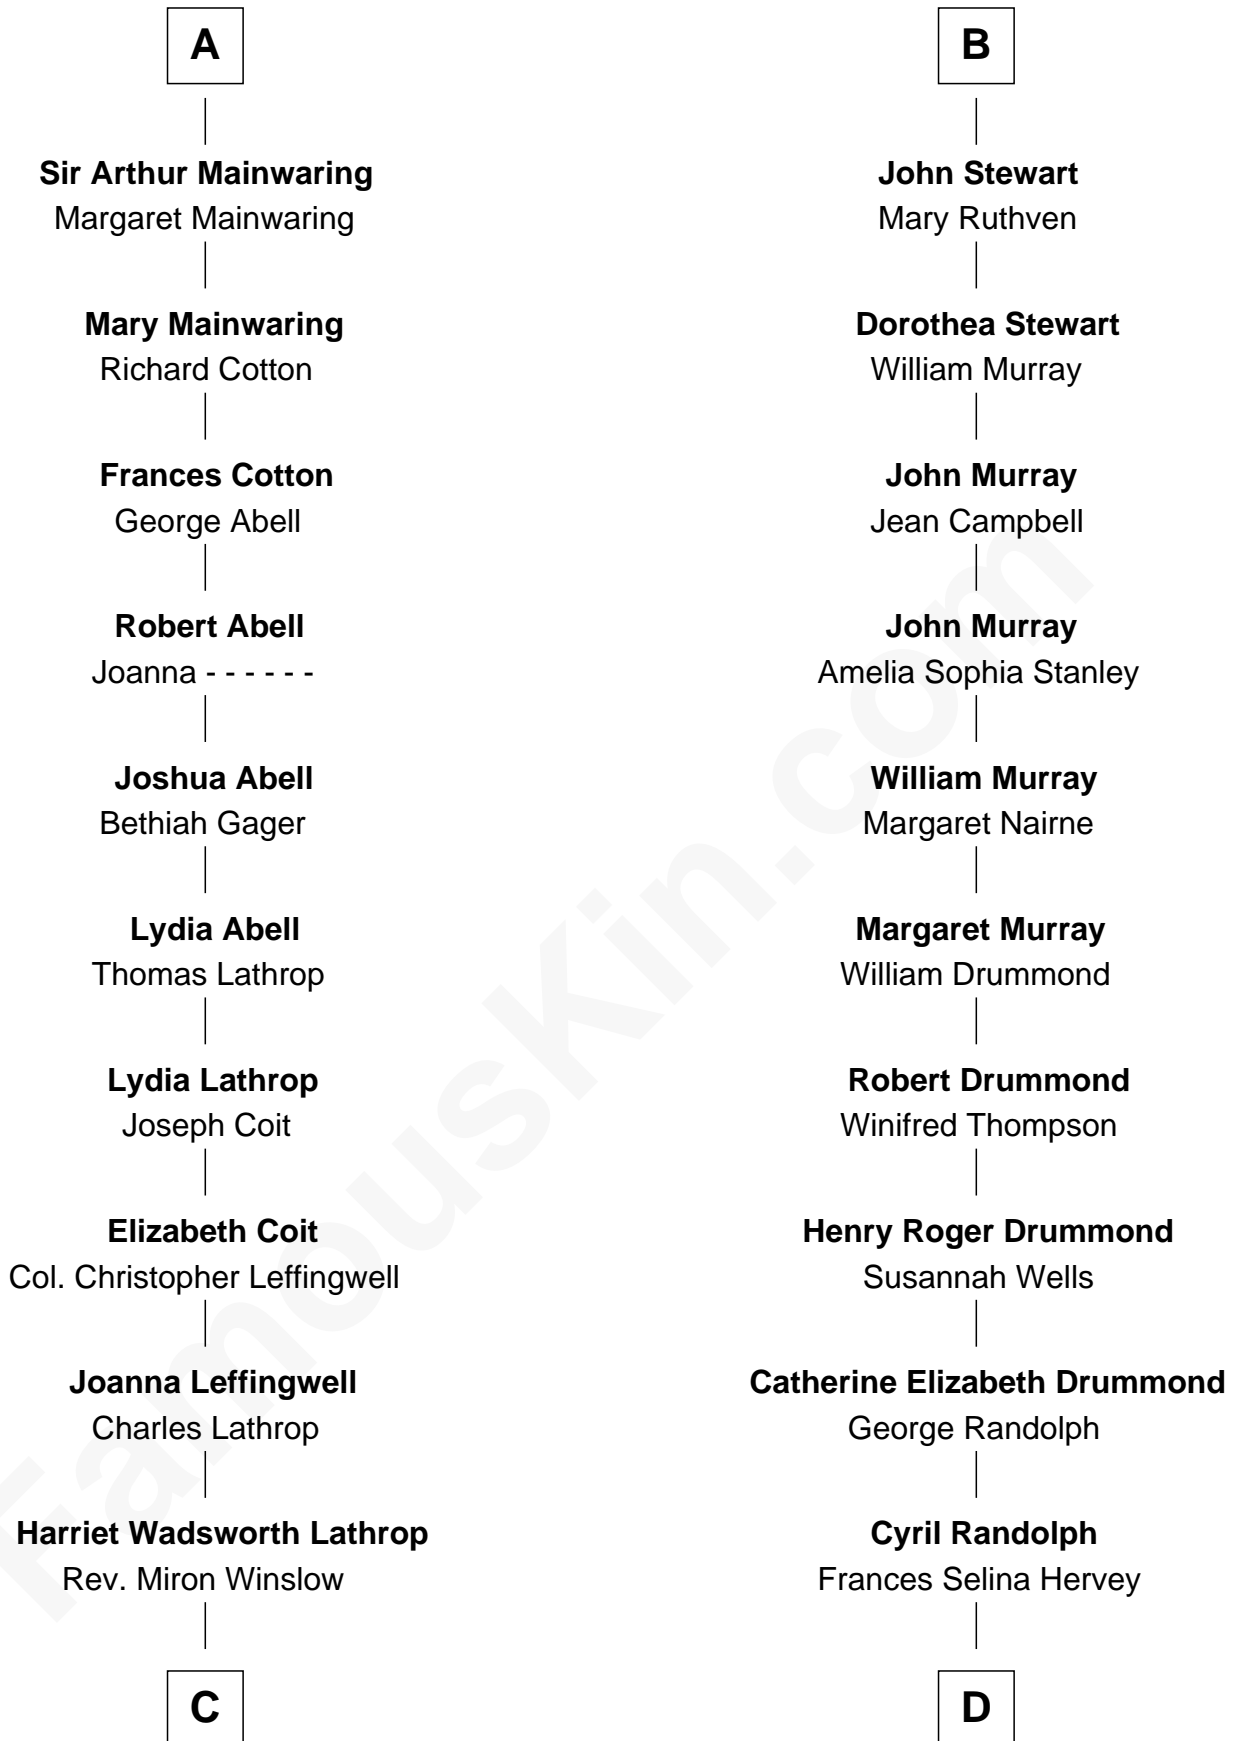 A
Sir Arthur Mainwaring
Margaret Mainwaring
Mary Mainwaring
Richard Cotton
Frances Cotton
George Abell
Robert Abell
Joanna - - - - - -
Joshua Abell
Bethiah Gager
Lydia Abell
Thomas Lathrop
Lydia Lathrop
Joseph Coit
Elizabeth Coit
Col. Christopher Leffingwell
Joanna Leffingwell
Charles Lathrop
Harriet Wadsworth Lathrop
Rev. Miron Winslow
C
B
John Stewart
Mary Ruthven
Dorothea Stewart
William Murray
John Murray
Jean Campbell
John Murray
Amelia Sophia Stanley
William Murray
Margaret Nairne
Margaret Murray
William Drummond
Robert Drummond
Winifred Thompson
Henry Roger Drummond
Susannah Wells
Catherine Elizabeth Drummond
George Randolph
Cyril Randolph
Frances Selina Hervey
D
FamousKin.com